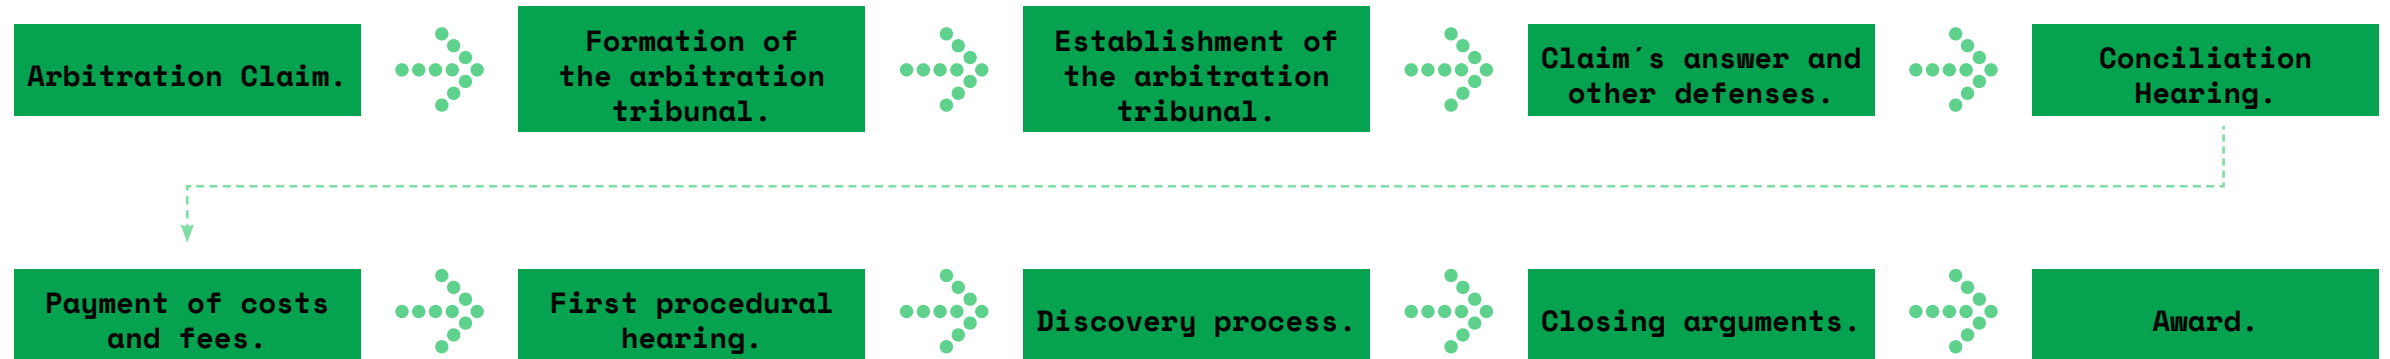 Arbitration Claim.
Formation of
the arbitration
tribunal.
Establishment of
the arbitration
tribunal.
Claim´s answer and
other defenses.
Conciliation
Hearing.
Payment of costs
and fees.
First procedural
hearing.
Discovery process.
Closing arguments.
Award.